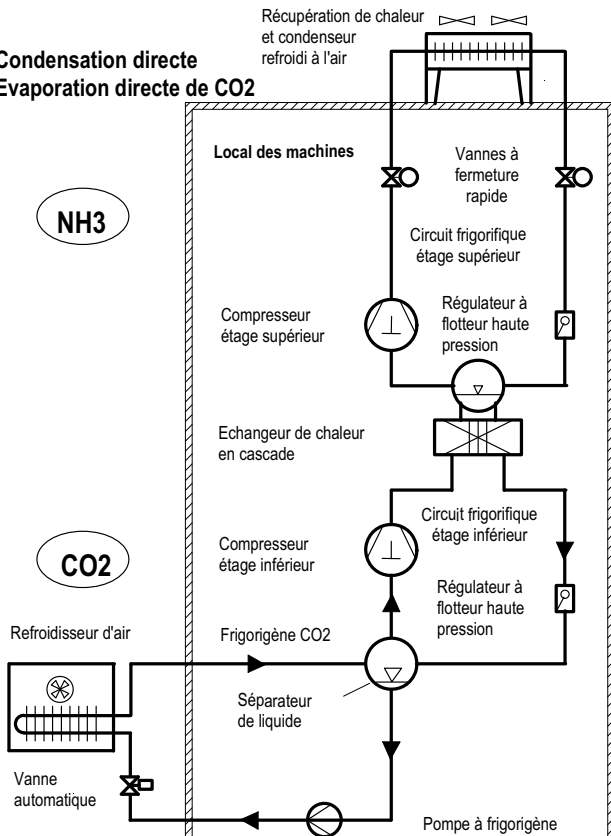 Récupération de chaleur
et condenseur
refroidi à l'air
Condensation directe
Evaporation directe de CO2
Local des machines
Vannes à
fermeture
rapide
NH3
Circuit frigorifique
étage supérieur
Compresseur
étage supérieur
Régulateur à
flotteur haute
pression
Echangeur de chaleur
en cascade
Circuit frigorifique
étage inférieur
Compresseur
étage inférieur
CO2
Régulateur à
flotteur haute
pression
Refroidisseur d'air
Frigorigène CO2
Séparateur
de liquide
Vanne
automatique
Pompe à frigorigène